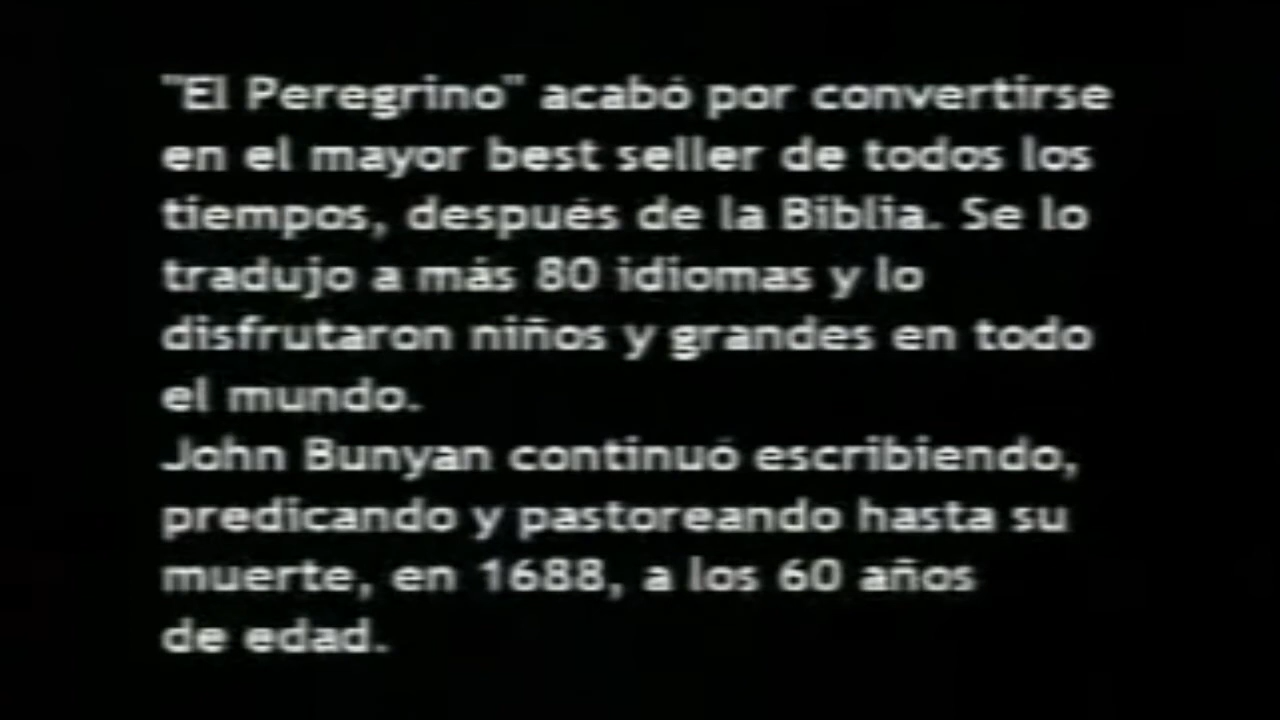 "El Peregrino" acabó por convertirse
en el mayor best seller de todos los
tiempos, después de la Biblia. Se lo
tradujo a más 80 idiomas y lo
disfrutaron niños y grandes en todo
el mundo.
John Bunyan continuó escribiendo,
predicando y pastoreando hasta su
muerte, en 1688, a los 60 años
de edad.